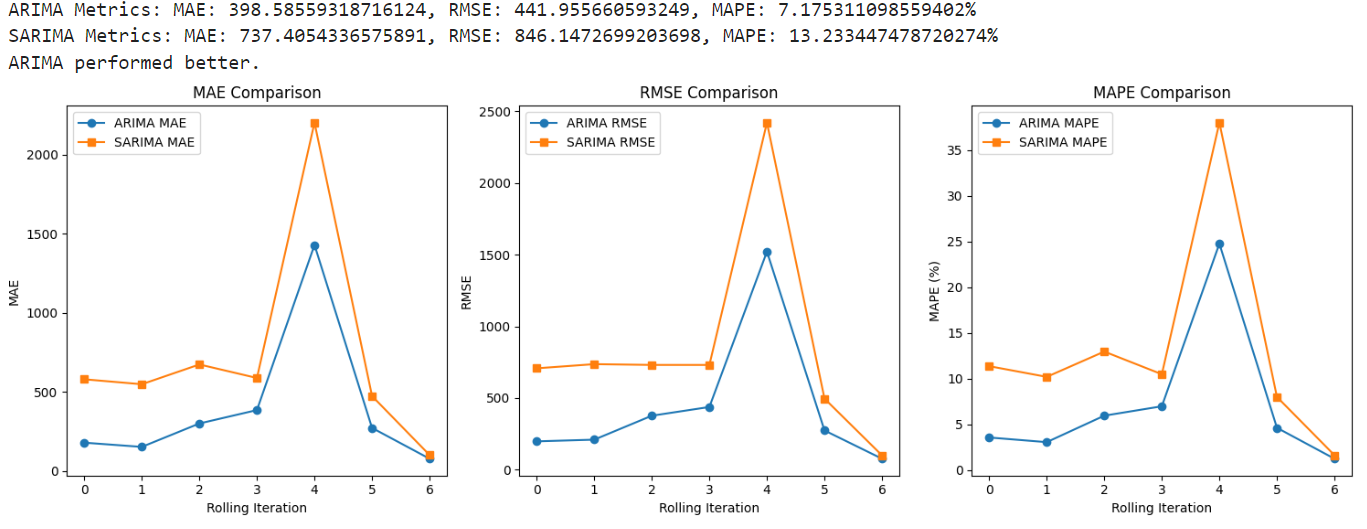 ARIMA Metrics: MAE: 398.58559318716124, RMSE: 441.955660593249, MAPE: 7.175311098559402%
SARIMA Metrics: MAE: 737.4054336575891, RMSE: 846.1472699203698, MAPE: 13.233447478720274%
ARIMA performed better.
MAE Comparison
ARIMA MAE
SARIMA MAE
MAE
2000
1500
1000
500
0
0 1 2 3 4 5 6
Rolling Iteration
RMSE Comparison
ARIMA RMSE
SARIMA RMSE
RMSE
2500
2000
1500
1000
500
0
0 1 2 3 4 5 6
Rolling Iteration
MAPE Comparison
ARIMA MAPE
SARIMA MAPE
MAPE (%)
35
30
25
20
15
10
5
0
0 1 2 3 4 5 6
Rolling Iteration